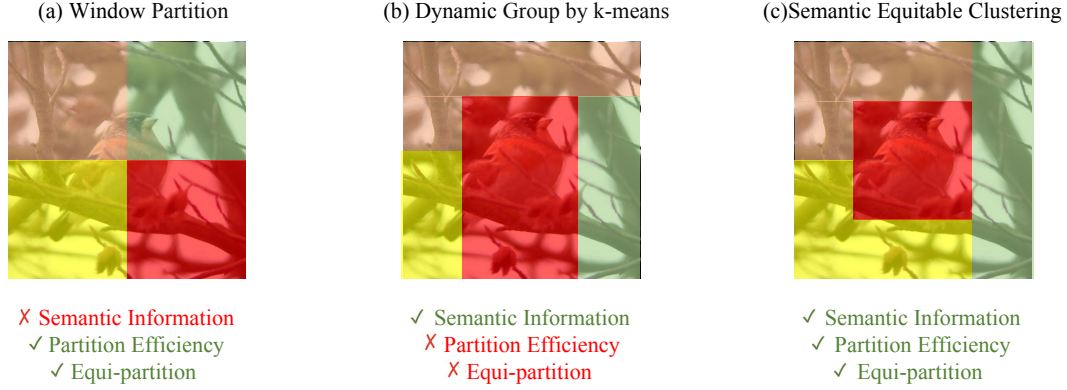 (a) Window Partition
(b) Dynamic Group by k-means
(c)Semantic Equitable Clustering
✗ Semantic Information
✓ Partition Efficiency
✓ Equi-partition
✓ Semantic Information
✗ Partition Efficiency
✗ Equi-partition
✓ Semantic Information
✓ Partition Efficiency
✓ Equi-partition